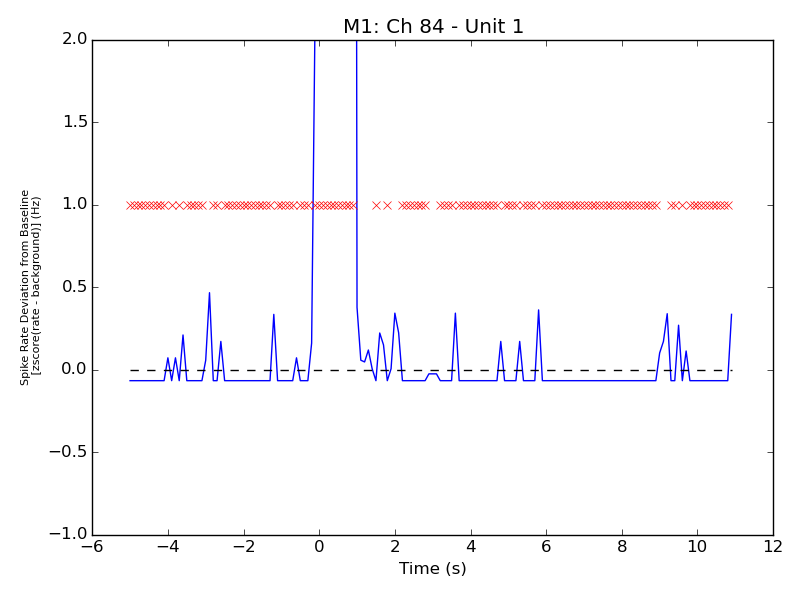 M1: Ch 84 - Unit 1
2.0
1.5
1.0
0.5
0.0
−0.5
−1.0
Spike Rate Deviation from Baseline
[zscore(rate - background)] (Hz)
−6 −4 −2 0 2 4 6 8 10 12
Time (s)